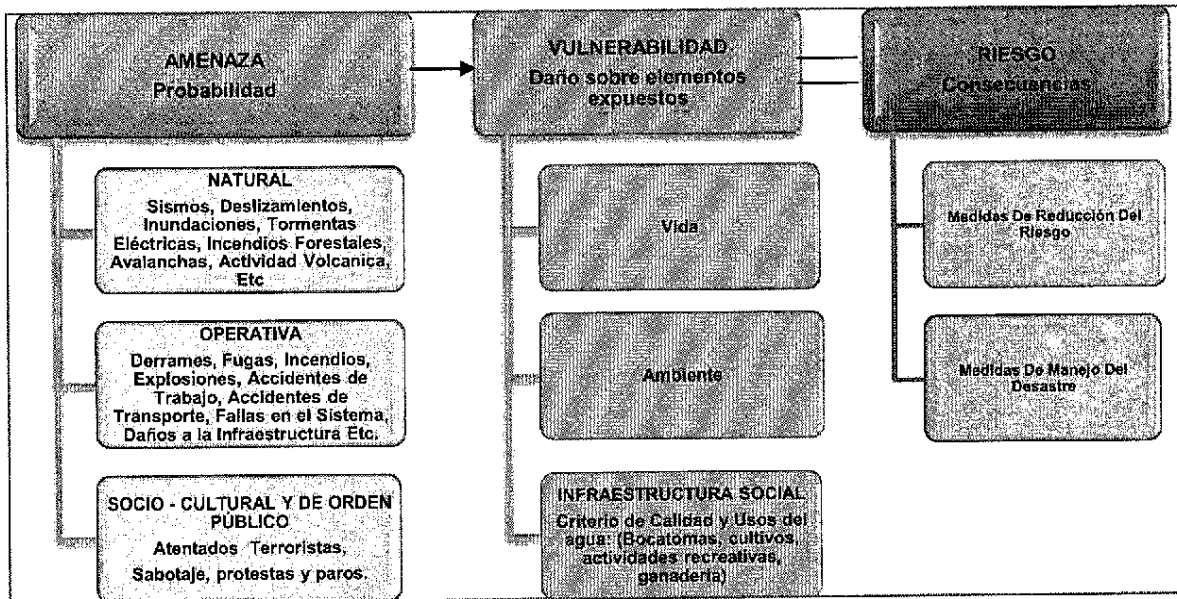 AMENAZA
Probabilidad
NATURAL
Sismos, Deslizamientos,
Inundaciones, Tormentas
Eléctricas, Incendios Forestales,
Avalanchas, Actividad Volcanica,
Etc
OPERATIVA
Derrames, Fugas, Incendios,
Explosiones, Accidentes de
Trabajo, Accidentes de
Transporte, Fallas en el Sistema,
Daños a la Infraestructura Etc.
SOCIO - CULTURAL Y DE ORDEN
PÚBLICO
Atentados Terroristas,
Sabotaje, protestas y paros.
VULNERABILIDAD
Daño sobre elementos
expuestos
Vida
Ambiente
INFRAESTRUCTURA SOCIAL
Criterio de Calidad y Usos del
agua: (Bocatomas, cultivos,
actividades recreativas,
ganadería)
RIESGO
Consecuencias
Medidas De Reducción Del
Riesgo
Medidas De Manejo Del
Desastre